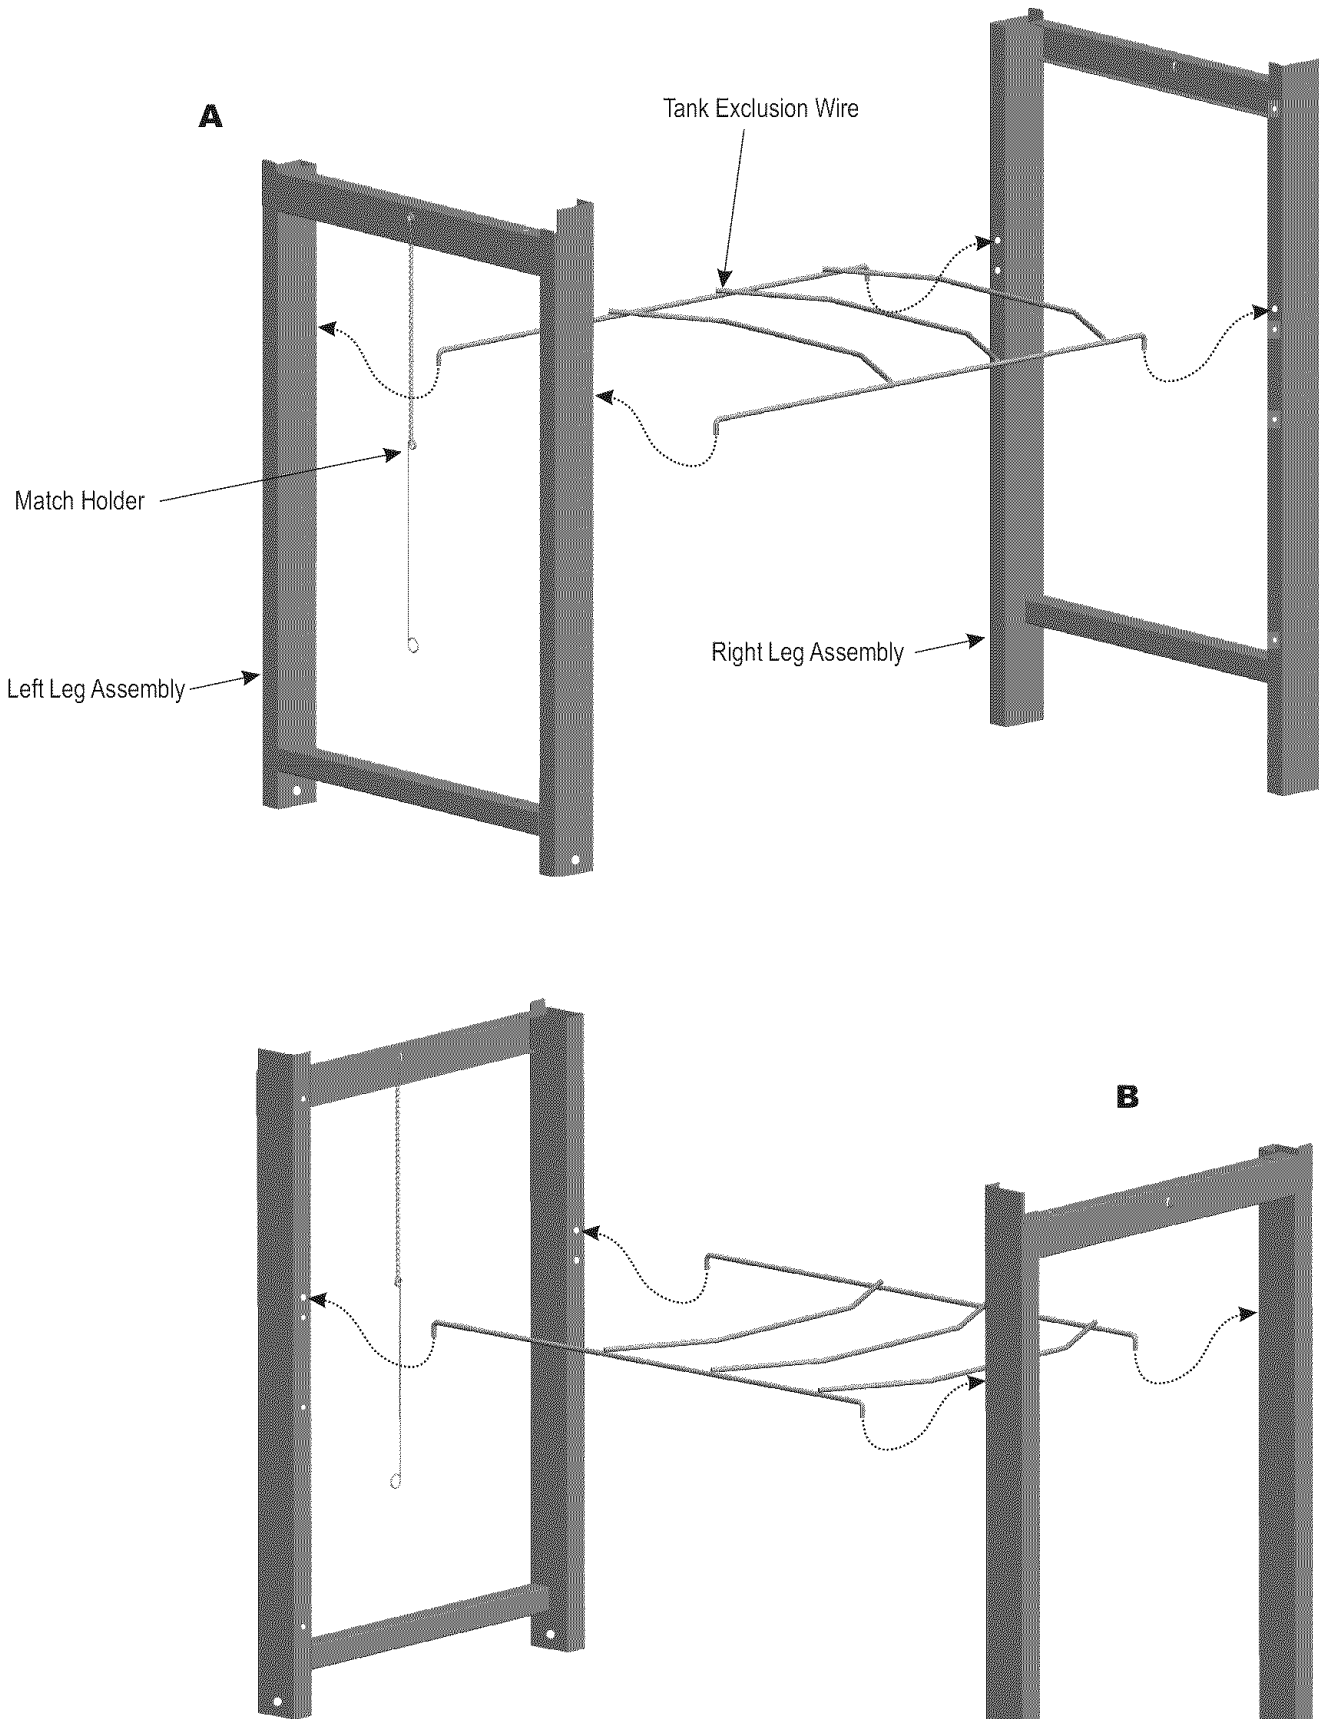 A
Tank Exclusion Wire
Match Holder
Right Leg Assembly
Left Leg Assembly
B